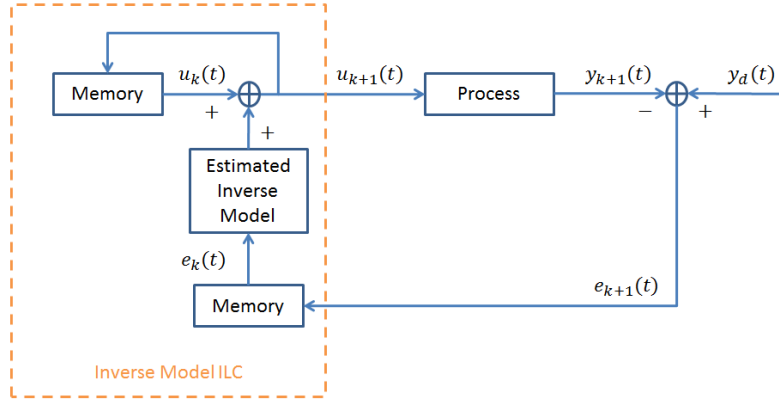 u_k(t)
u_{k+1}(t)
y_{k+1}(t)
y_d(t)
Memory
+
Process
−
+
+
Estimated
Inverse
Model
e_k(t)
e_{k+1}(t)
Memory
Inverse Model ILC